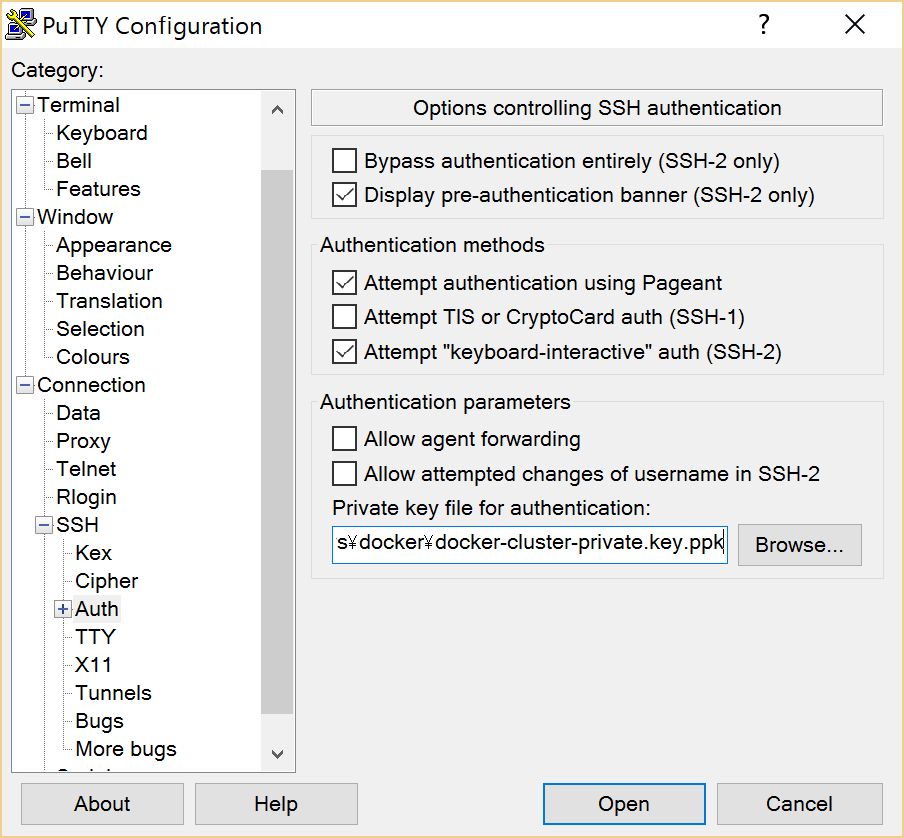 PuTTY Configuration
?
Category:
Terminal
Keyboard
Bell
Features
Window
Appearance
Behaviour
Translation
Selection
Colours
Connection
Data
Proxy
Telnet
Rlogin
SSH
Kex
Cipher
Auth
TTY
X11
Tunnels
Bugs
More bugs
Options controlling SSH authentication
Bypass authentication entirely (SSH-2 only)
Display pre-authentication banner (SSH-2 only)
Authentication methods
Attempt authentication using Pageant
Attempt TIS or CryptoCard auth (SSH-1)
Attempt "keyboard-interactive" auth (SSH-2)
Authentication parameters
Allow agent forwarding
Allow attempted changes of username in SSH-2
Private key file for authentication:
s¥docker¥docker-cluster-private.key.ppk
Browse...
About
Help
Open
Cancel